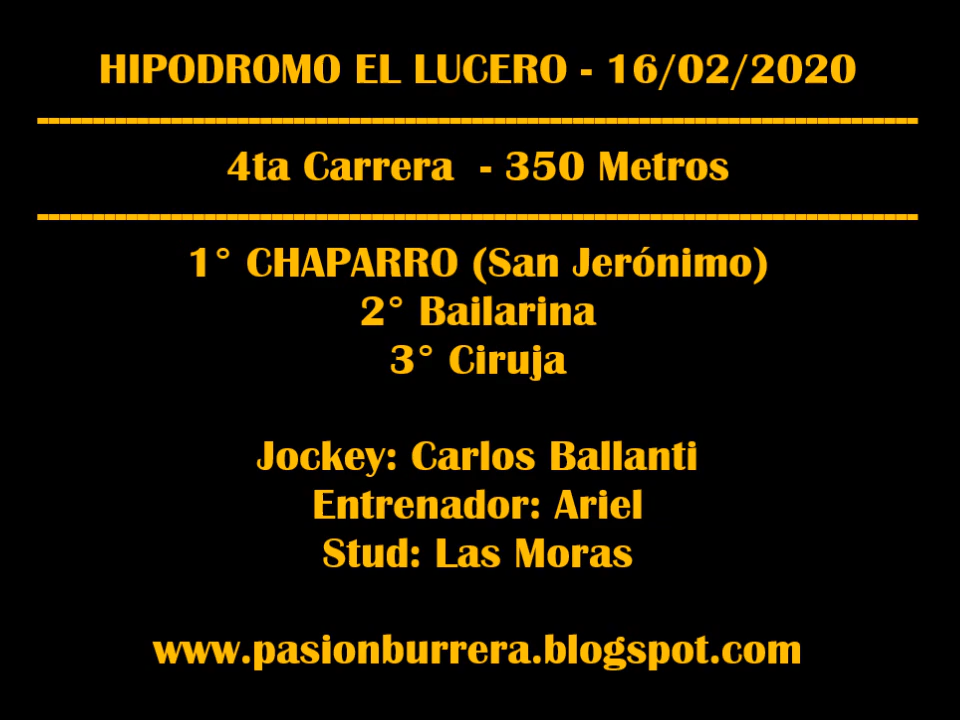 HIPODROMO EL LUCERO - 16/02/2020
--------------------------------------------------------------------------------
4ta Carrera - 350 Metros
--------------------------------------------------------------------------------
1° CHAPARRO (San Jerónimo)
2° Bailarina
3° Ciruja
Jockey: Carlos Ballanti
Entrenador: Ariel
Stud: Las Moras
www.pasionburrera.blogspot.com